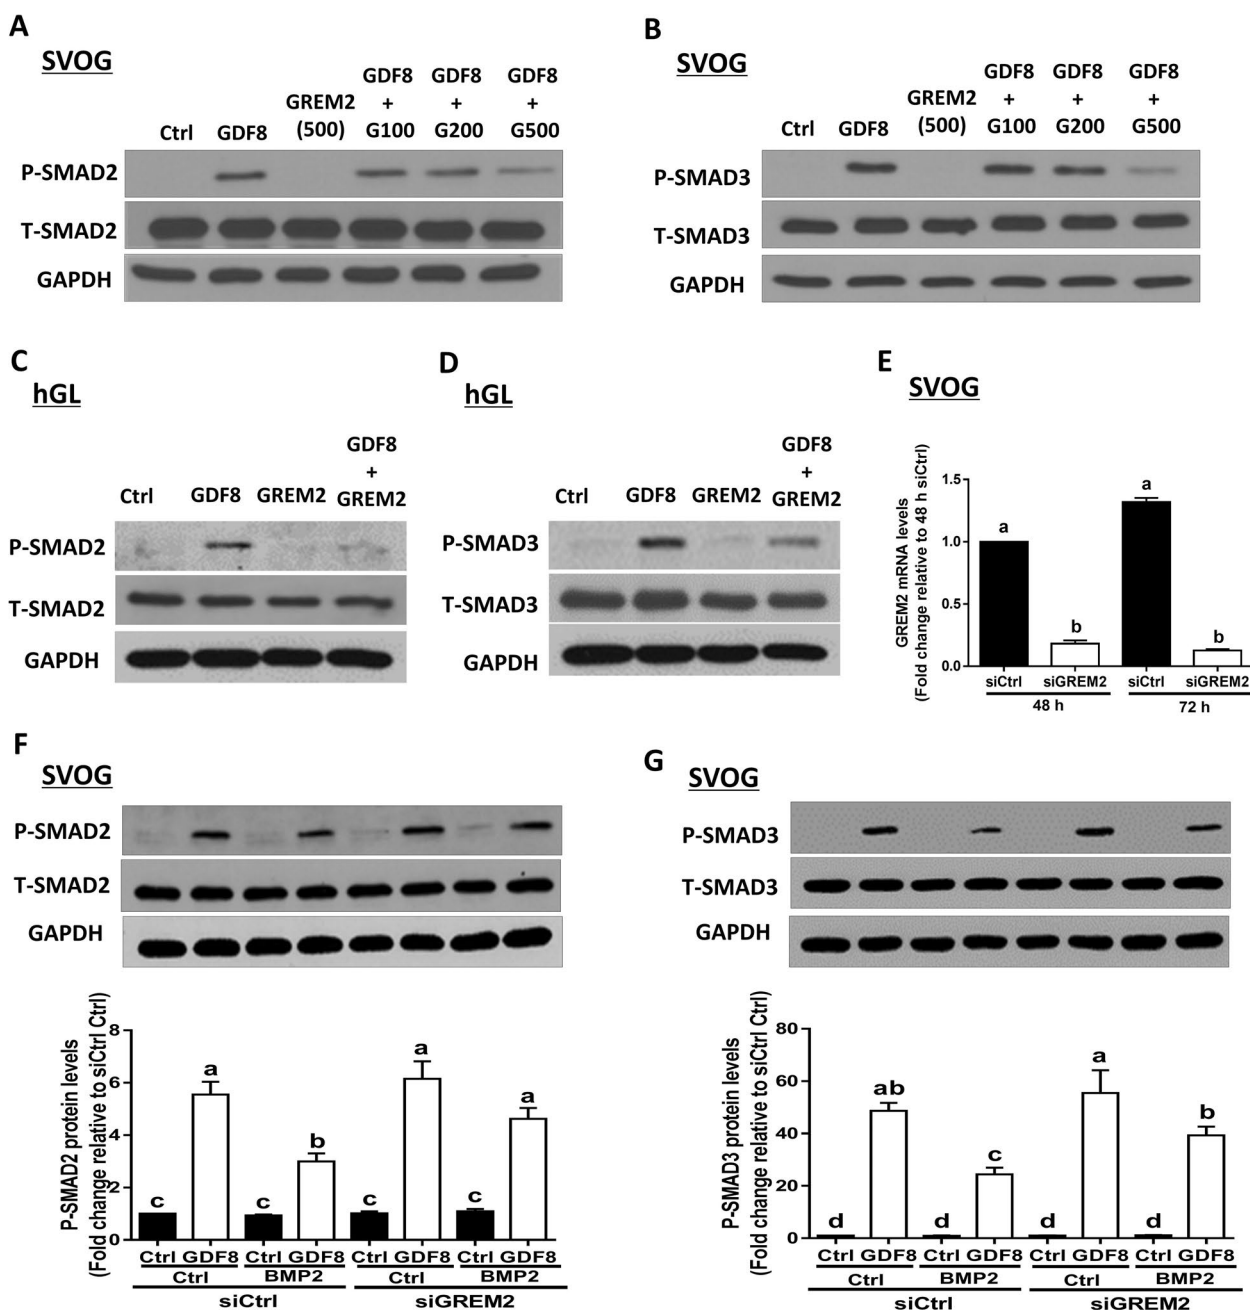 A
SVOG
Ctrl GDF8 GREM2 (500) GDF8 + G100 GDF8 + G200 GDF8 + G500
P-SMAD2
T-SMAD2
GAPDH
B
SVOG
Ctrl GDF8 GREM2 (500) GDF8 + G100 GDF8 + G200 GDF8 + G500
P-SMAD3
T-SMAD3
GAPDH
C
hGL
Ctrl GDF8 GREM2 GDF8 + GREM2
P-SMAD2
T-SMAD2
GAPDH
D
hGL
Ctrl GDF8 GREM2 GDF8 + GREM2
P-SMAD3
T-SMAD3
GAPDH
E
SVOG
GREM2 mRNA levels
(Fold change relative to 48 h siCtrl)
1.5
1.0
0.5
0.0
a b a b
siCtrl siGREM2 siCtrl siGREM2
48 h 72 h
F
SVOG
P-SMAD2
T-SMAD2
GAPDH
P-SMAD2 protein levels
(Fold change relative to siCtrl Ctrl)
8
6
4
2
0
c a c b c a c a
Ctrl GDF8 Ctrl GDF8 Ctrl GDF8 Ctrl GDF8
Ctrl BMP2 Ctrl BMP2
siCtrl siGREM2
G
SVOG
P-SMAD3
T-SMAD3
GAPDH
P-SMAD3 protein levels
(Fold change relative to siCtrl Ctrl)
80
60
40
20
0
d ab d c d a d b
Ctrl GDF8 Ctrl GDF8 Ctrl GDF8 Ctrl GDF8
Ctrl BMP2 Ctrl BMP2
siCtrl siGREM2